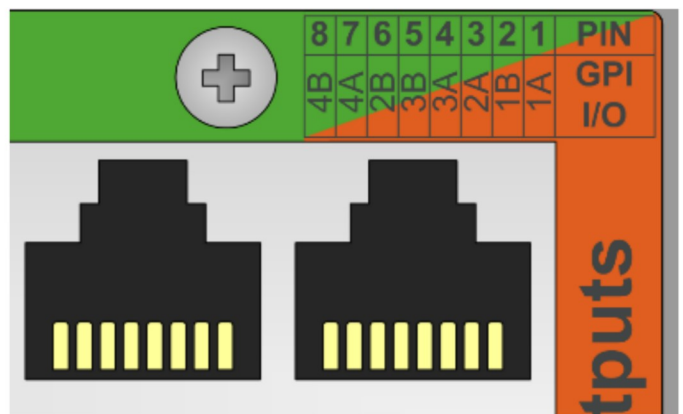 8 7 6 5 4 3 2 1 PIN
4B 4A 2B 3B 3A 2A 1B 1A GPI
I/O
tputs